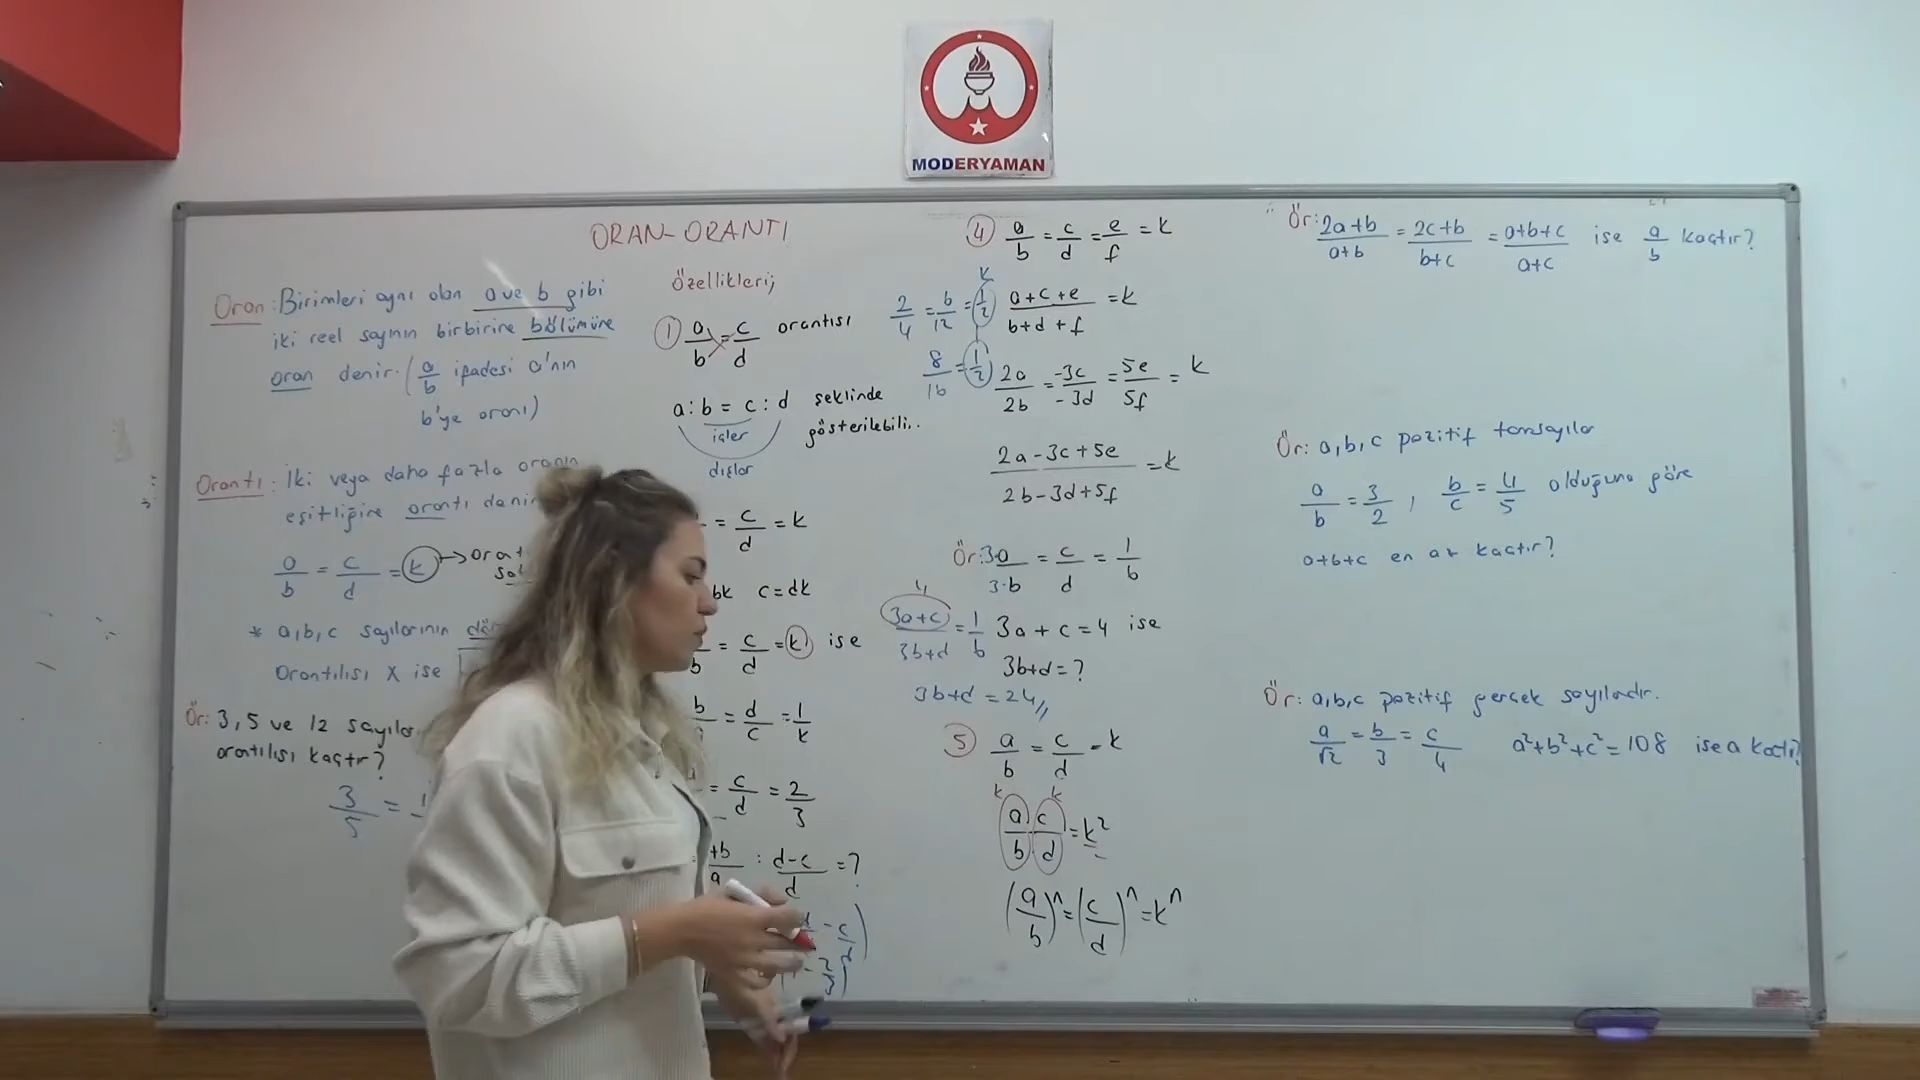 MODERYAMAN
ORAN-ORANTI
Oran: Birimleri aynı olan a ve b gibi
iki reel sayının birbirine bölümüne
oran denir. (a/b ifadesi a'nın
b'ye oranı)
Orantı: İki veya daha fazla oranın
eşitliğine orantı denir
a/b = c/d = k →
* a,b,c sayılarının
orantılısı x ise
Ör: 3, 5 ve 12
orantılısı kaçtır?
3/5 =
özellikleri;
1 a/b = c/d orantısı
a : b = c : d şeklinde
gösterilebili..
içler
dışlar
= c/d = k
bk c = dk
= c/d = k ise
b = d/c = 1/k
= c/d = 2/3
+b/a : d-c/d = ?
4 a/b = c/d = e/f = k
2/4 = 6/12 = 1/2 k
a+c+e/b+d+f = k
8/16 = 1/2
2a/2b = -3c/-3d = 5e/5f = k
2a-3c+5e/2b-3d+5f = k
Ör: 3a/3·b = c/d = 1/6
4
3a+c/3b+d = 1/6
3a + c = 4 ise
3b+d = ?
3b+d = 24//
5 a/b = c/d = k
k k
a/b c/d = k²
(a/b)ⁿ = (c/d)ⁿ = kⁿ
Ör: 2a+b/a+b = 2c+b/b+c = a+b+c/a+c ise a/b kaçtır?
Ör: a,b,c pozitif tamsayılar
a/b = 3/2 , b/c = 4/5 olduğuna göre
a+b+c en az kaçtır?
Ör: a,b,c pozitif gerçek sayılardır.
a/√2 = b/3 = c/4 a²+b²+c² = 108 ise a kaçtır?